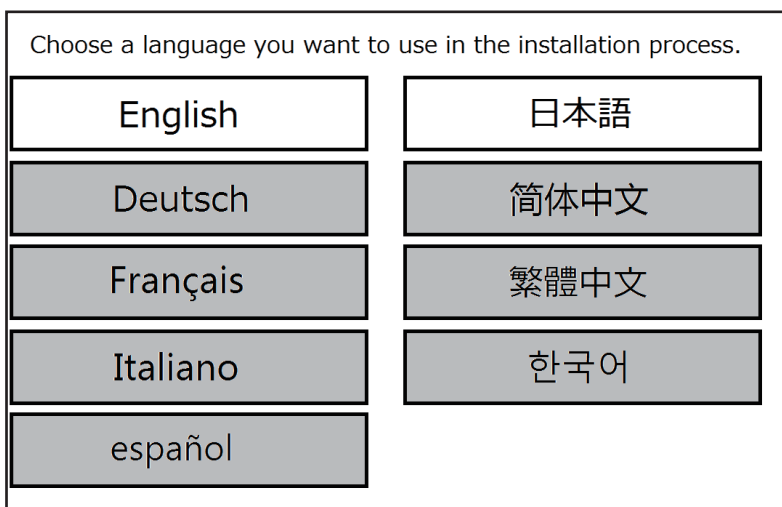 Choose a language you want to use in the installation process.
English
日本語
Deutsch
简体中文
Français
繁體中文
Italiano
한국어
español